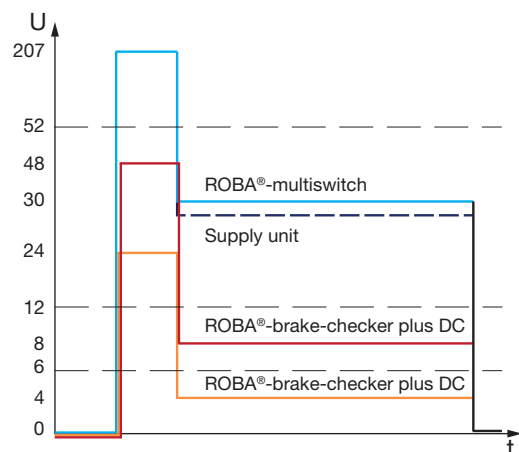 U
207
52
48
30
ROBA®-multiswitch
Supply unit
24
12
ROBA®-brake-checker plus DC
8
6
ROBA®-brake-checker plus DC
4
0
t